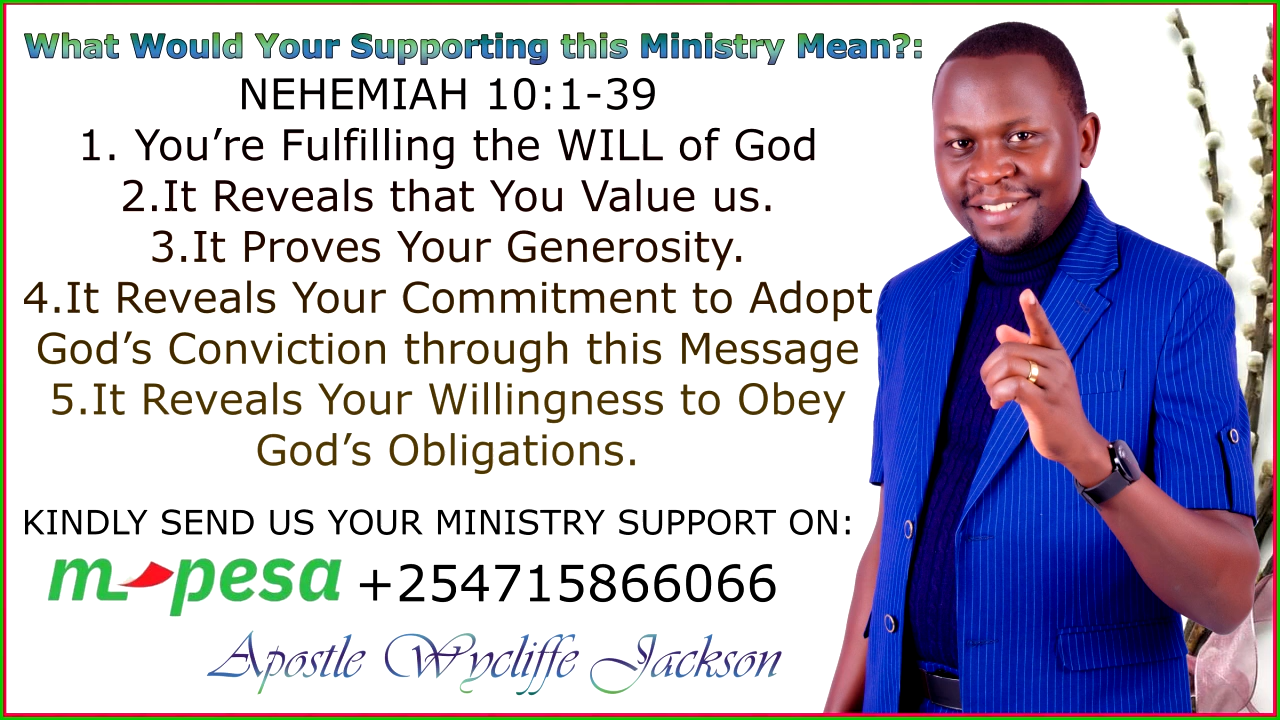 What Would Your Supporting this Ministry Mean?:
NEHEMIAH 10:1-39
1. You’re Fulfilling the WILL of God
2.It Reveals that You Value us.
3.It Proves Your Generosity.
4.It Reveals Your Commitment to Adopt
God’s Conviction through this Message
5.It Reveals Your Willingness to Obey
God’s Obligations.
KINDLY SEND US YOUR MINISTRY SUPPORT ON:
m-pesa +254715866066
Apostle Wycliffe Jackson